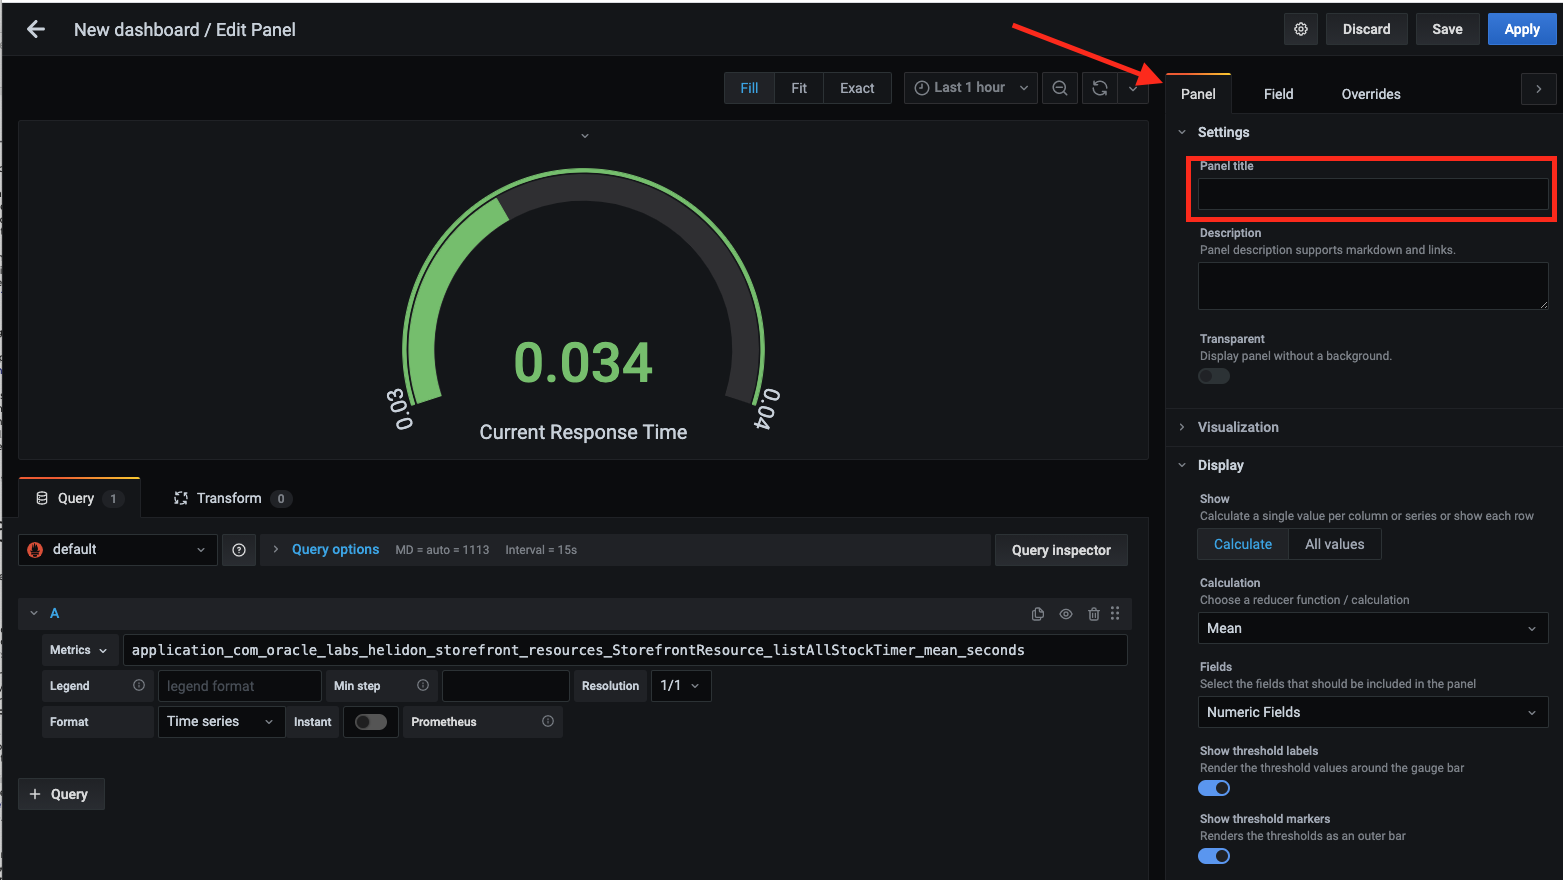 New dashboard / Edit Panel
Discard
Save
Apply
Fill
Fit
Exact
Last 1 hour
Panel
Field
Overrides
Settings
Panel title
Description
Panel description supports markdown and links.
Transparent
Display panel without a background.
0.034
0.03
0.04
Current Response Time
Visualization
Display
Show
Calculate a single value per column or series or show each row
Calculate
All values
Calculation
Choose a reducer function / calculation
Mean
Fields
Select the fields that should be included in the panel
Numeric Fields
Show threshold labels
Render the threshold values around the gauge bar
Show threshold markers
Renders the thresholds as an outer bar
Query 1
Transform 0
default
Query options
MD = auto = 1113
Interval = 15s
Query inspector
A
Metrics
application_com_oracle_labs_helidon_storefront_resources_StorefrontResource_listAllStockTimer_mean_seconds
Legend
legend format
Min step
Resolution
1/1
Format
Time series
Instant
Prometheus
+ Query